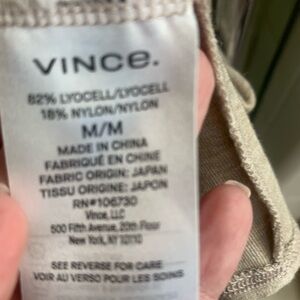 VINCE.
82% LYOCELL/LYOCELL
18% NYLON/NYLON
M/M
MADE IN CHINA
FABRIQUÉ EN CHINE
FABRIC ORIGIN: JAPAN
TISSU ORIGINE: JAPON
RN#106730
Vince, LLC
500 Fifth Avenue, 20th Floor
New York, NY 10110
SEE REVERSE FOR CARE
VOIR AU VERSO POUR LES SOINS